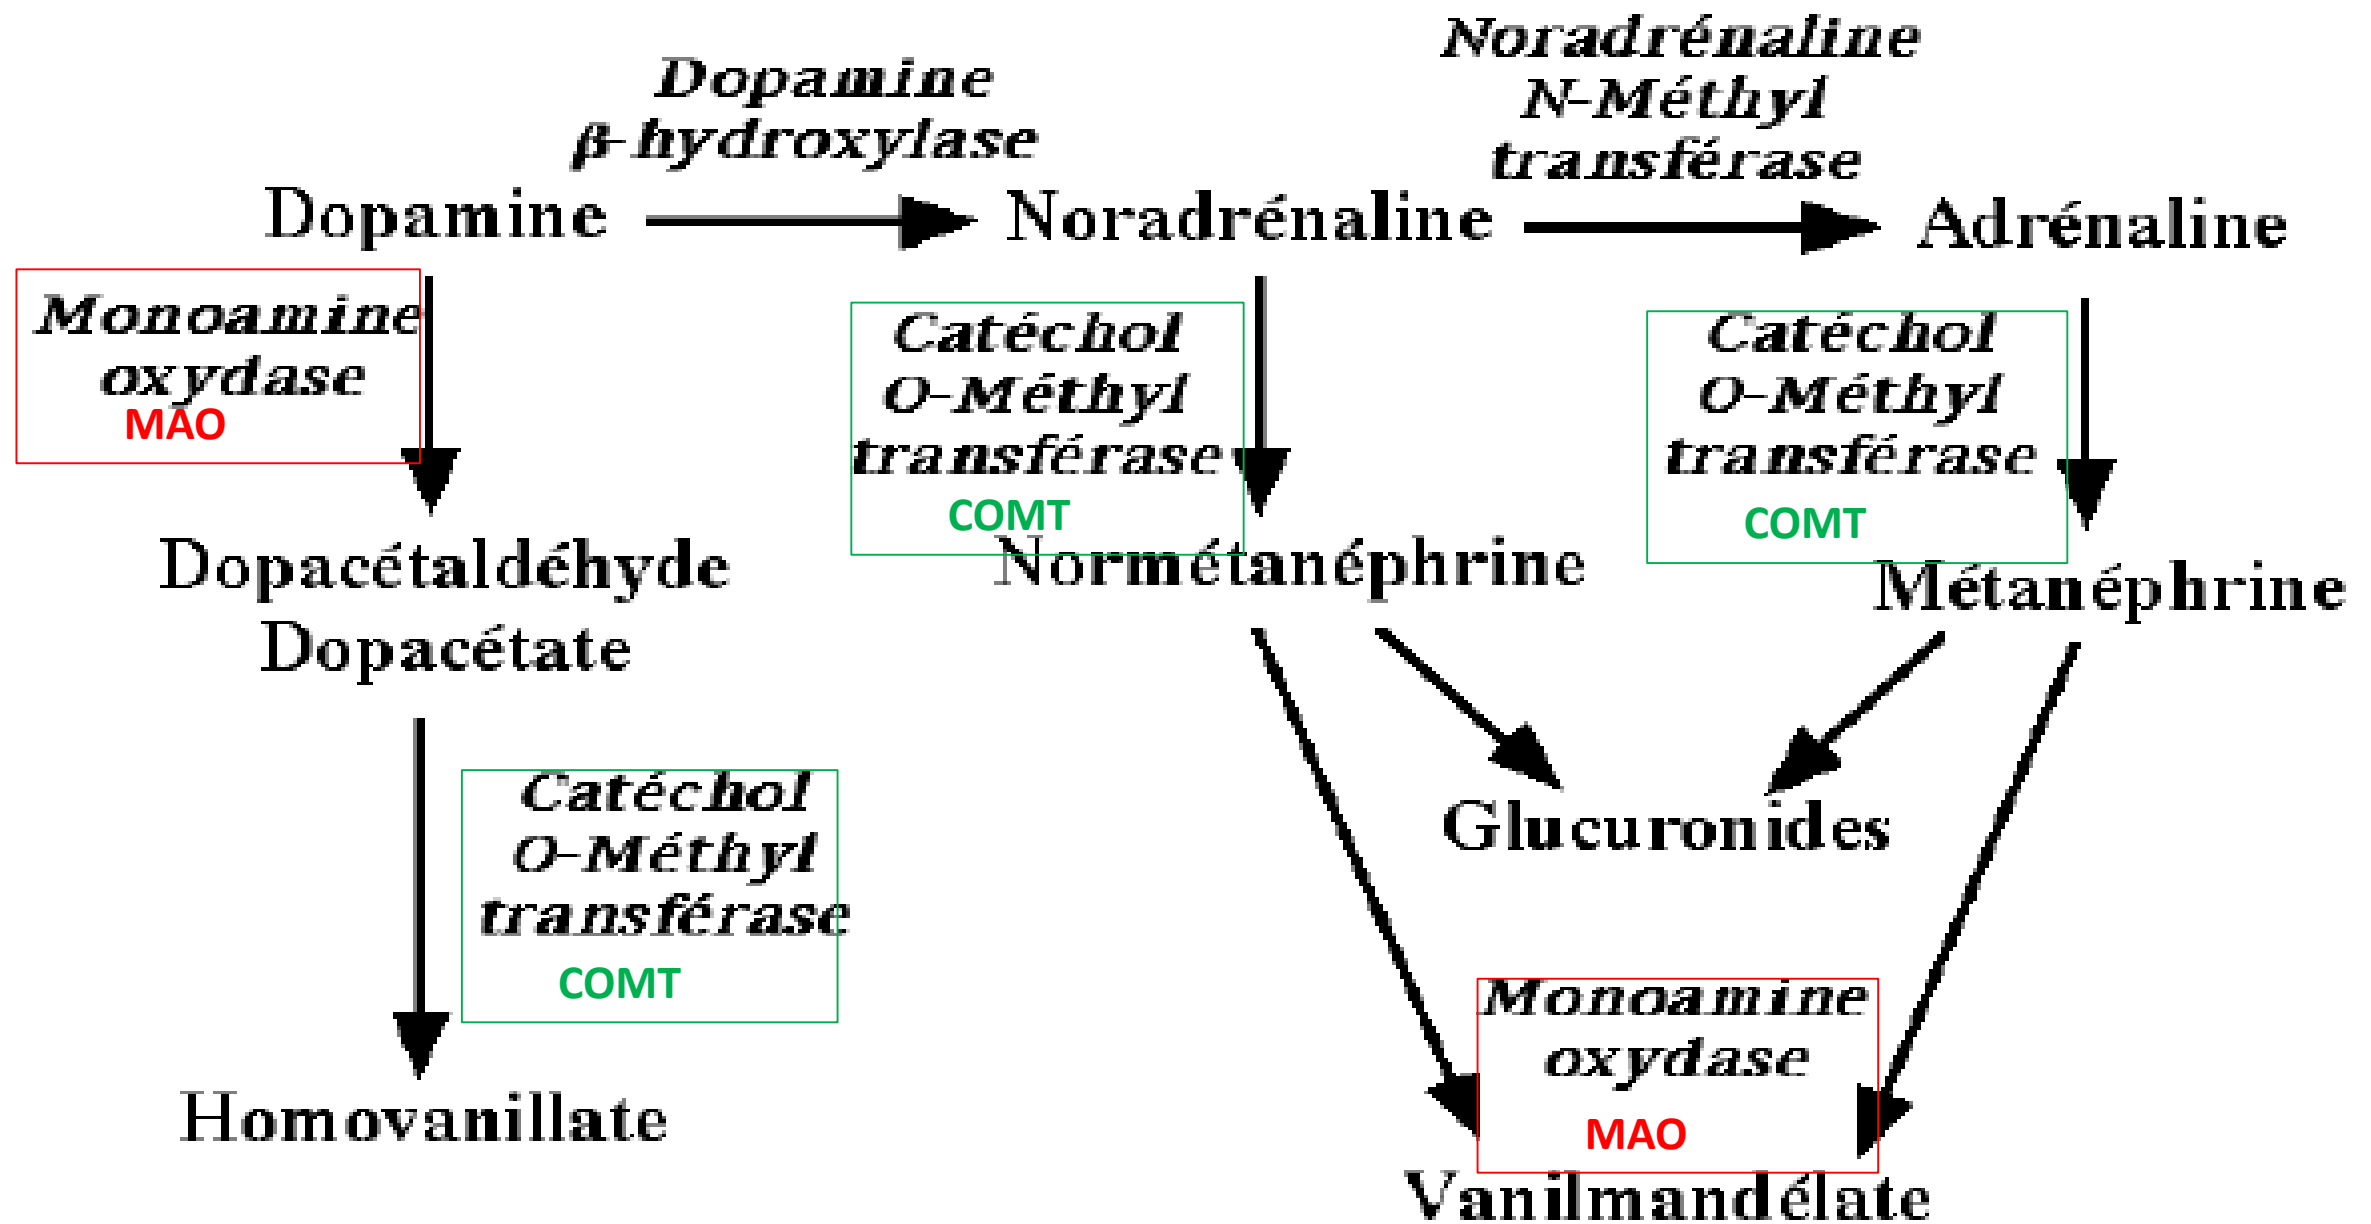 Dopamine
β-hydroxylase
Noradrénaline
N-Méthyl
transférase
Dopamine
Noradrénaline
Adrénaline
Monoamine
oxydase
MAO
Catéchol
O-Méthyl
transférase
COMT
Catéchol
O-Méthyl
transférase
COMT
Dopacétaldéhyde
Dopacétate
Normétanéphrine
Métanéphrine
Catéchol
O-Méthyl
transférase
COMT
Glucuronides
Monoamine
oxydase
MAO
Homovanillate
Vanilmandélate